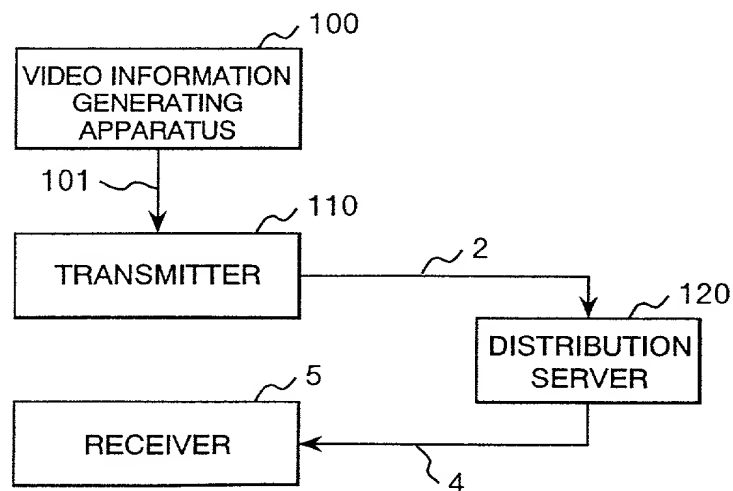 100
VIDEO INFORMATION
GENERATING
APPARATUS
101
110
TRANSMITTER
2
120
DISTRIBUTION
SERVER
5
RECEIVER
4